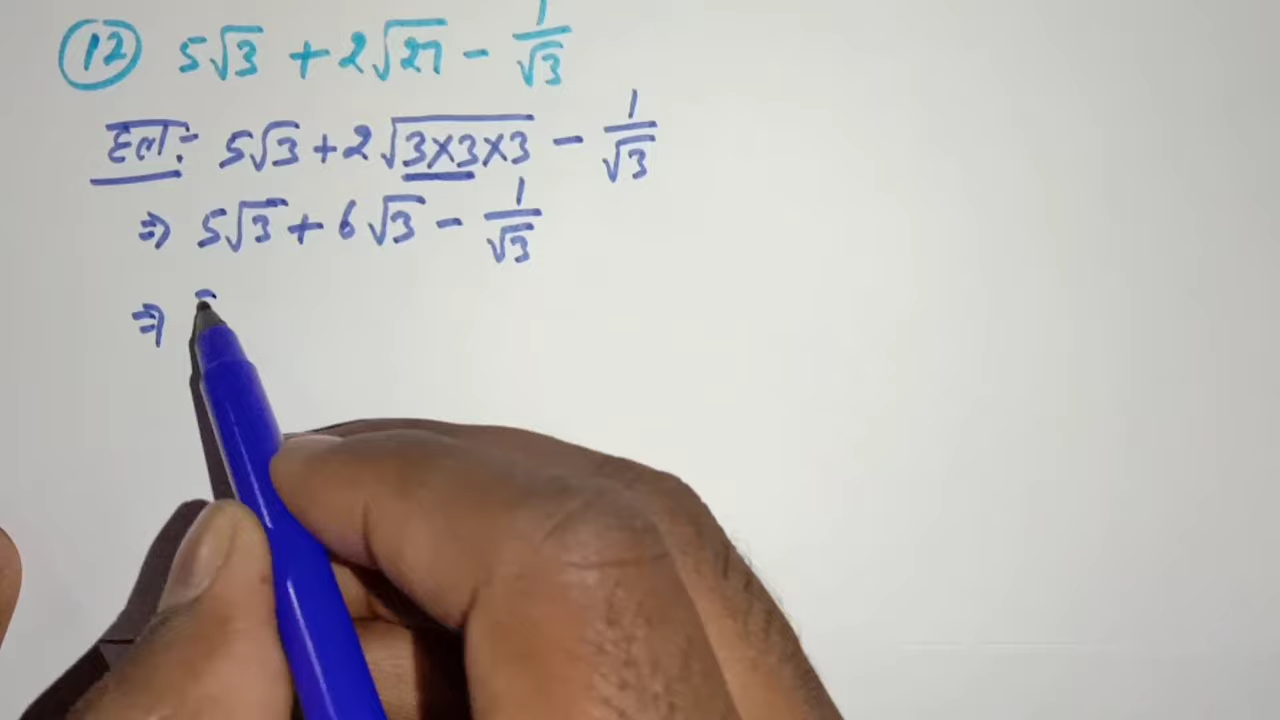 12 5√3 + 2√27 - 1/√3
हल:- 5√3 + 2√3×3×3 - 1/√3
⇒ 5√3 + 6√3 - 1/√3
⇒